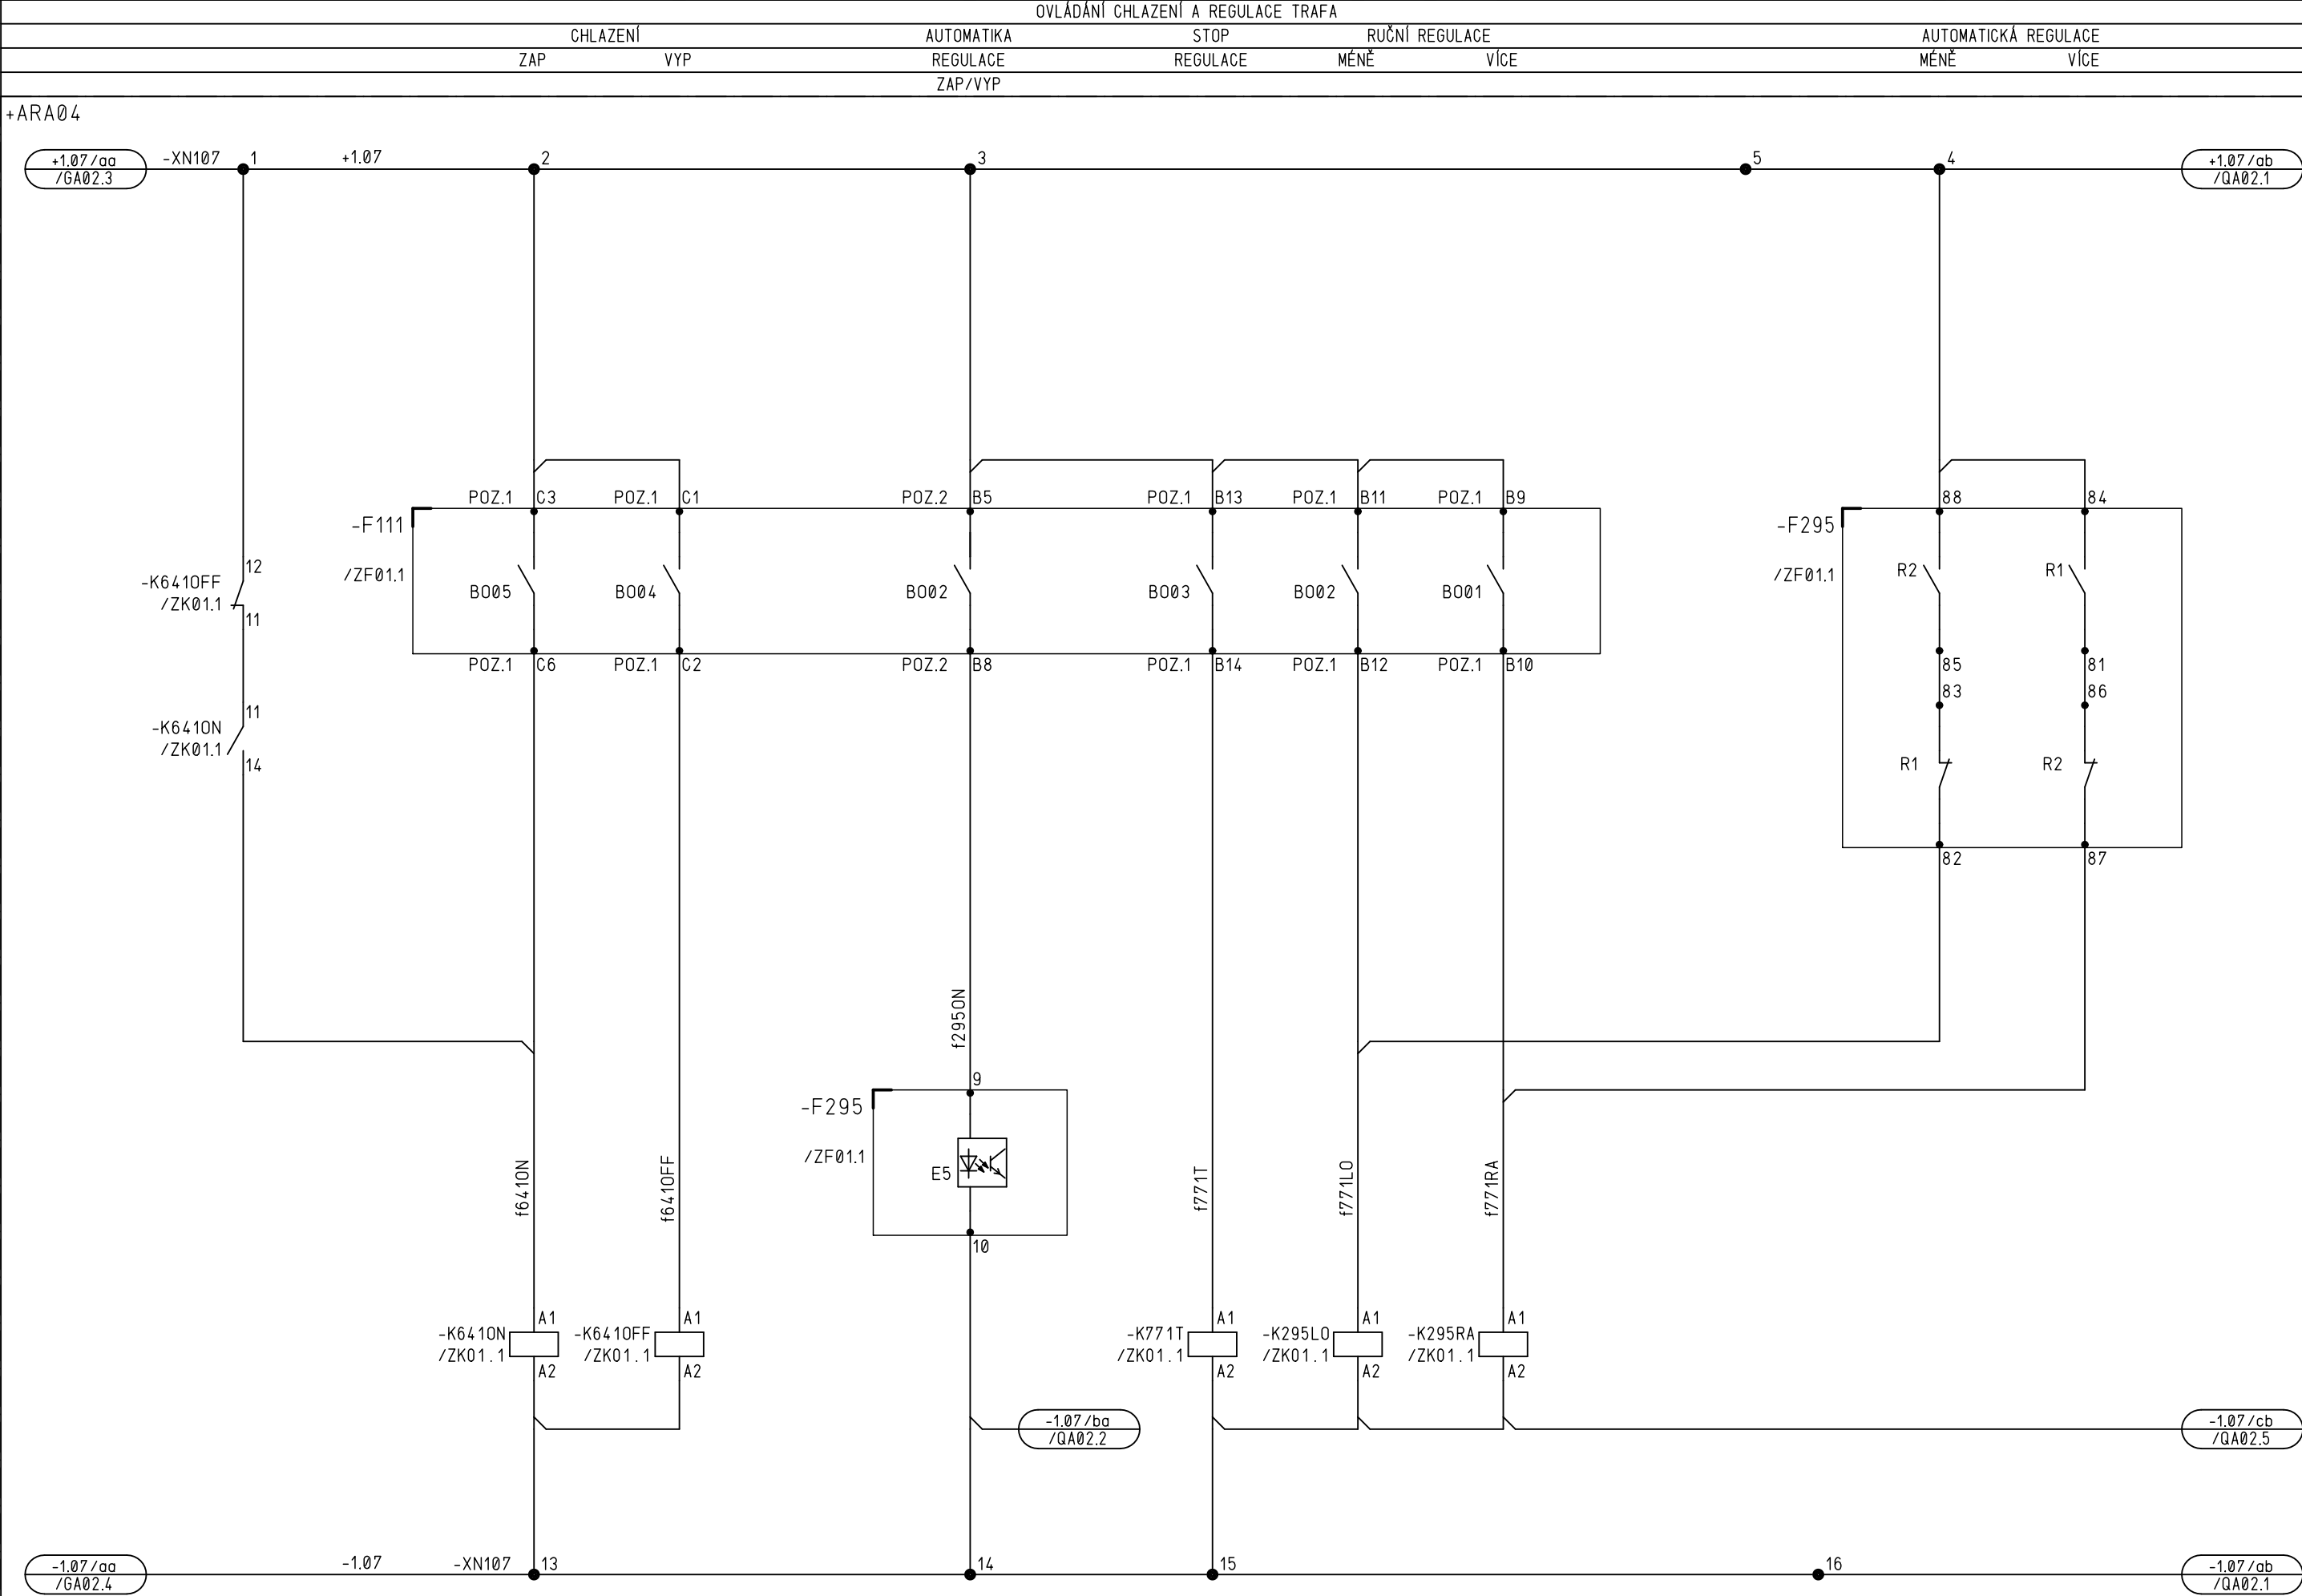 OVLÁDÁNÍ CHLAZENÍ A REGULACE TRAFA
CHLAZENÍ AUTOMATIKA STOP RUČNÍ REGULACE AUTOMATICKÁ REGULACE
ZAP VYP REGULACE REGULACE MÉNĚ VÍCE MÉNĚ VÍCE
ZAP/VYP
+ARA04
+1.07/aa -XN107 1 +1.07 2 3 5 4 +1.07/ab
/GA02.3 /QA02.1
POZ.1 C3 POZ.1 C1 POZ.2 B5 POZ.1 B13 POZ.1 B11 POZ.1 B9 88 84
-F111 -F295
12
-K641OFF /ZF01.1 /ZF01.1 R2 R1
/ZK01.1 BO05 BO04 BO02 BO03 BO02 BO01
11
POZ.1 C6 POZ.1 C2 POZ.2 B8 POZ.1 B14 POZ.1 B12 POZ.1 B10 85 81
83 86
11
-K641ON
/ZK01.1
14 R1 R2
82 87
f295ON
9
-F295
/ZF01.1 E5
10
f641ON f641OFF f771T f771LO f771RA
A1 A1 A1 A1 A1
-K641ON -K641OFF -K771T -K295LO -K295RA
/ZK01.1 /ZK01.1 /ZK01.1 /ZK01.1 /ZK01.1
A2 A2 A2 A2 A2
-1.07/ba -1.07/cb
/QA02.2 /QA02.5
-1.07/aa -1.07 -XN107 13 14 15 16 -1.07/ab
/GA02.4 /QA02.1